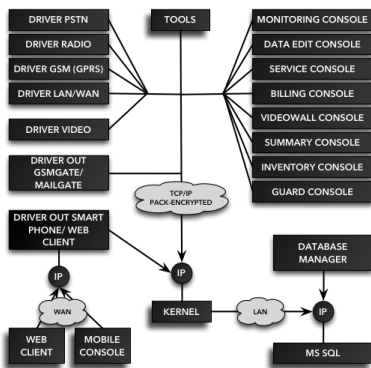 DRIVER PSTN
DRIVER RADIO
DRIVER GSM (GPRS)
DRIVER LAN/WAN
DRIVER VIDEO
DRIVER OUT
GSMGATE/
MAILGATE
TOOLS
MONITORING CONSOLE
DATA EDIT CONSOLE
SERVICE CONSOLE
BILLING CONSOLE
VIDEOWALL CONSOLE
SUMMARY CONSOLE
INVENTORY CONSOLE
GUARD CONSOLE
TCP/IP
PACK-ENCRYPTED
DRIVER OUT SMART
PHONE/ WEB
CLIENT
IP
WAN
WEB
CLIENT
MOBILE
CONSOLE
IP
KERNEL
LAN
DATABASE
MANAGER
IP
MS SQL